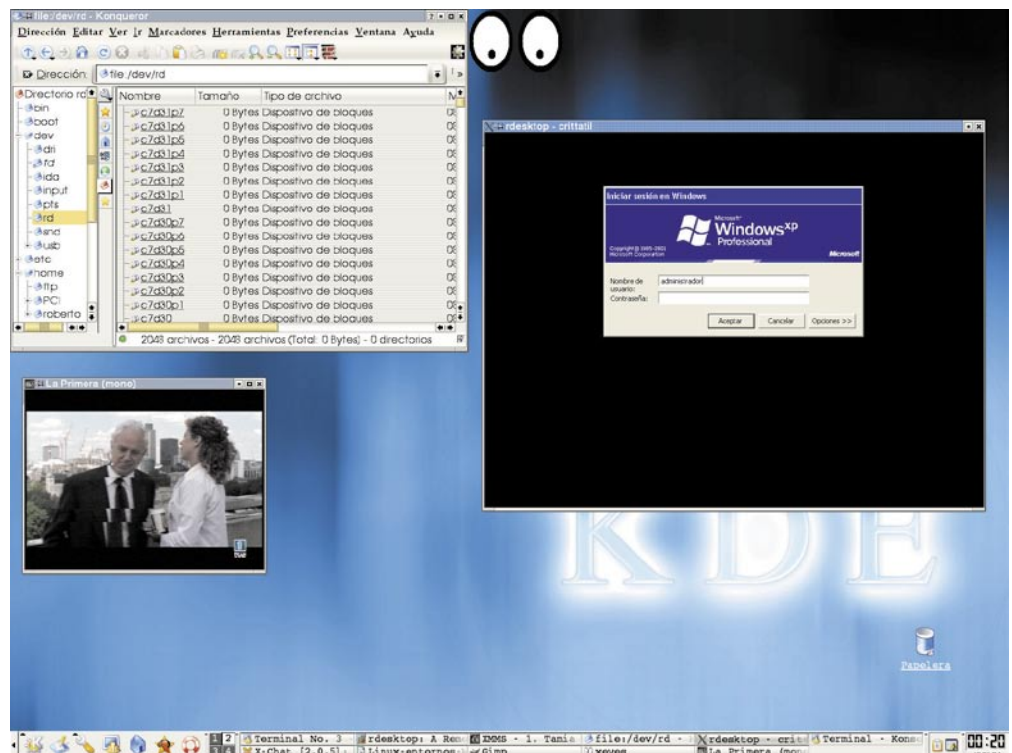 file:/dev/rd - Konqueror
Dirección Editar Ver Ir Marcadores Herramientas Preferencias Ventana Ayuda
Dirección: file:/dev/rd
Nombre Tamaño Tipo de archivo
Directorio
bin
boot
dev
dri
fd
ida
input
pts
rd
snd
usb
etc
home
ftp
PCI
roberto
c7d31p7 0 Bytes Dispositivo de bloques
c7d31p6 0 Bytes Dispositivo de bloques
c7d31p5 0 Bytes Dispositivo de bloques
c7d31p4 0 Bytes Dispositivo de bloques
c7d31p3 0 Bytes Dispositivo de bloques
c7d31p2 0 Bytes Dispositivo de bloques
c7d31p1 0 Bytes Dispositivo de bloques
c7d31 0 Bytes Dispositivo de bloques
c7d30p7 0 Bytes Dispositivo de bloques
c7d30p6 0 Bytes Dispositivo de bloques
c7d30p5 0 Bytes Dispositivo de bloques
c7d30p4 0 Bytes Dispositivo de bloques
c7d30p3 0 Bytes Dispositivo de bloques
c7d30p2 0 Bytes Dispositivo de bloques
c7d30p1 0 Bytes Dispositivo de bloques
c7d30 0 Bytes Dispositivo de bloques
2048 archivos - 2048 archivos (Total: 0 Bytes) - 0 directorios
rdesktop - crittatil
Iniciar sesión en Windows
Microsoft
Windows xp
Professional
Copyright © 1985-2001
Microsoft Corporation
Microsoft
Nombre de usuario: administrador
Contraseña:
Aceptar Cancelar Opciones >>
La Primera (mono)
KDE
Papelera
1 2 Terminal No. 3 rdesktop: A Rem XMMS - 1. Tania file:/dev/rd - rdesktop - crit Terminal - Kons 00:20
3 4 X-Chat [2.0.5]: Linux-entornos Gimp xeyes La Primera (mono